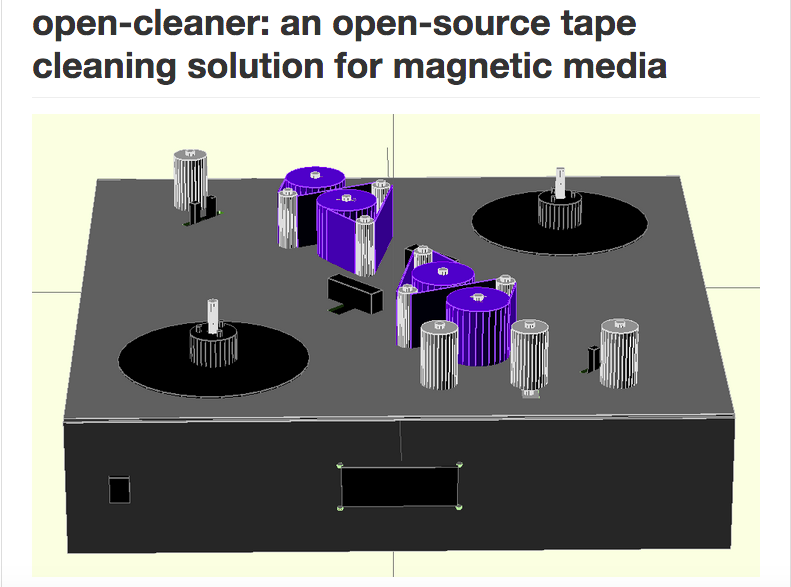 open-cleaner: an open-source tape
cleaning solution for magnetic media